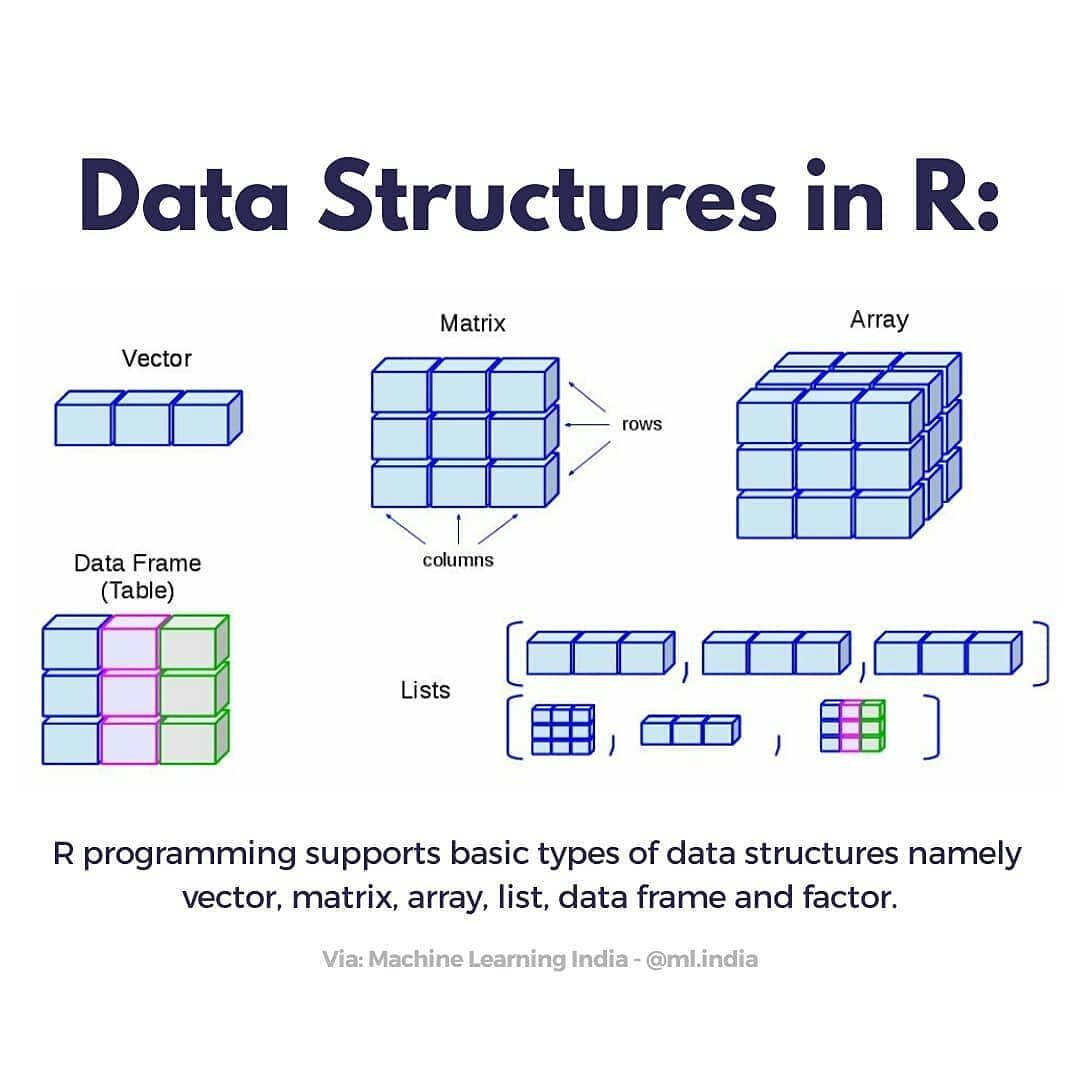 Data Structures in R:
Vector
Matrix
Array
rows
columns
Data Frame
(Table)
Lists
, ,
, ,
R programming supports basic types of data structures namely
vector, matrix, array, list, data frame and factor.
Via: Machine Learning India - @ml.india